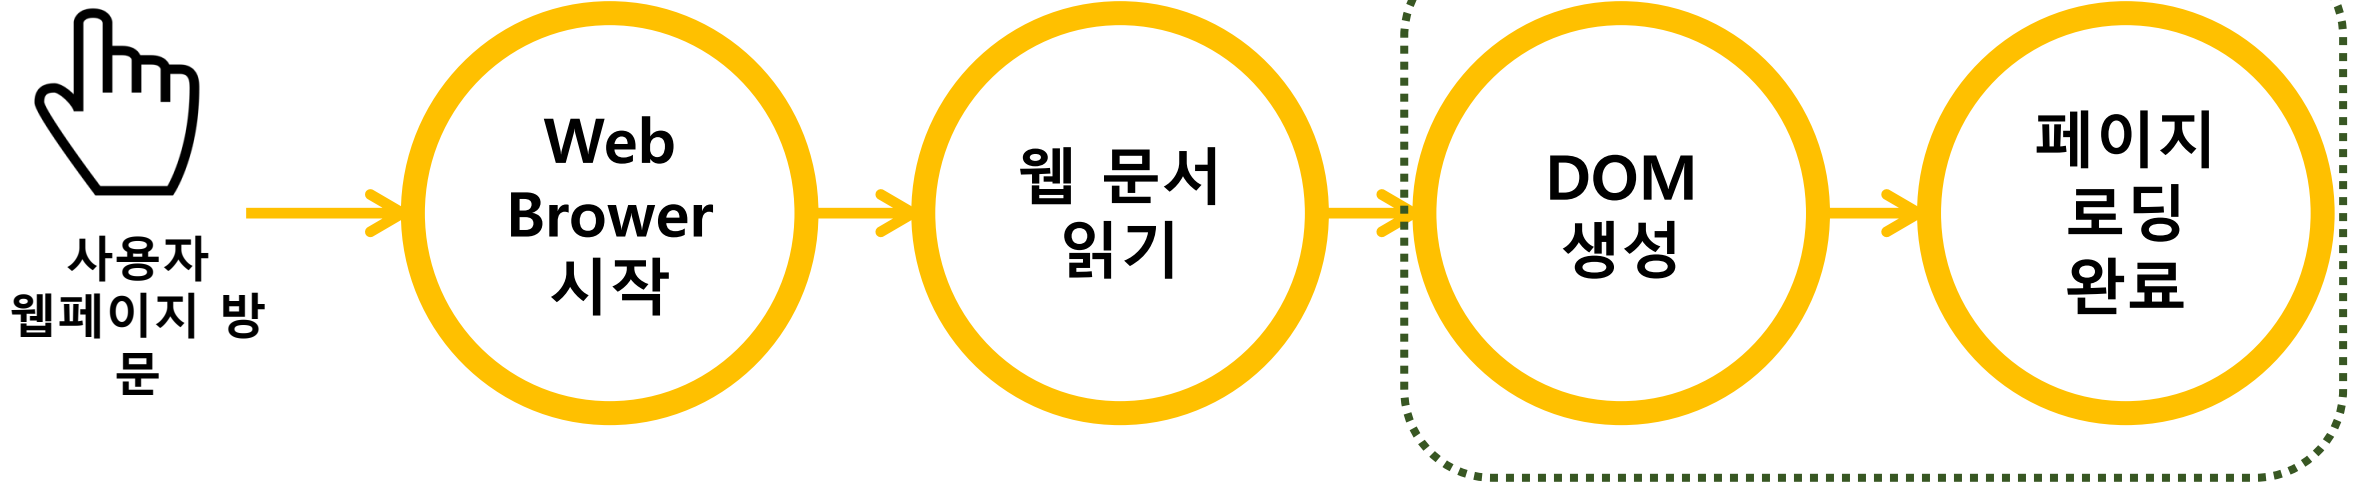 사용자
웹페이지 방
문
Web
Brower
시작
웹 문서
읽기
DOM
생성
페이지
로딩
완료